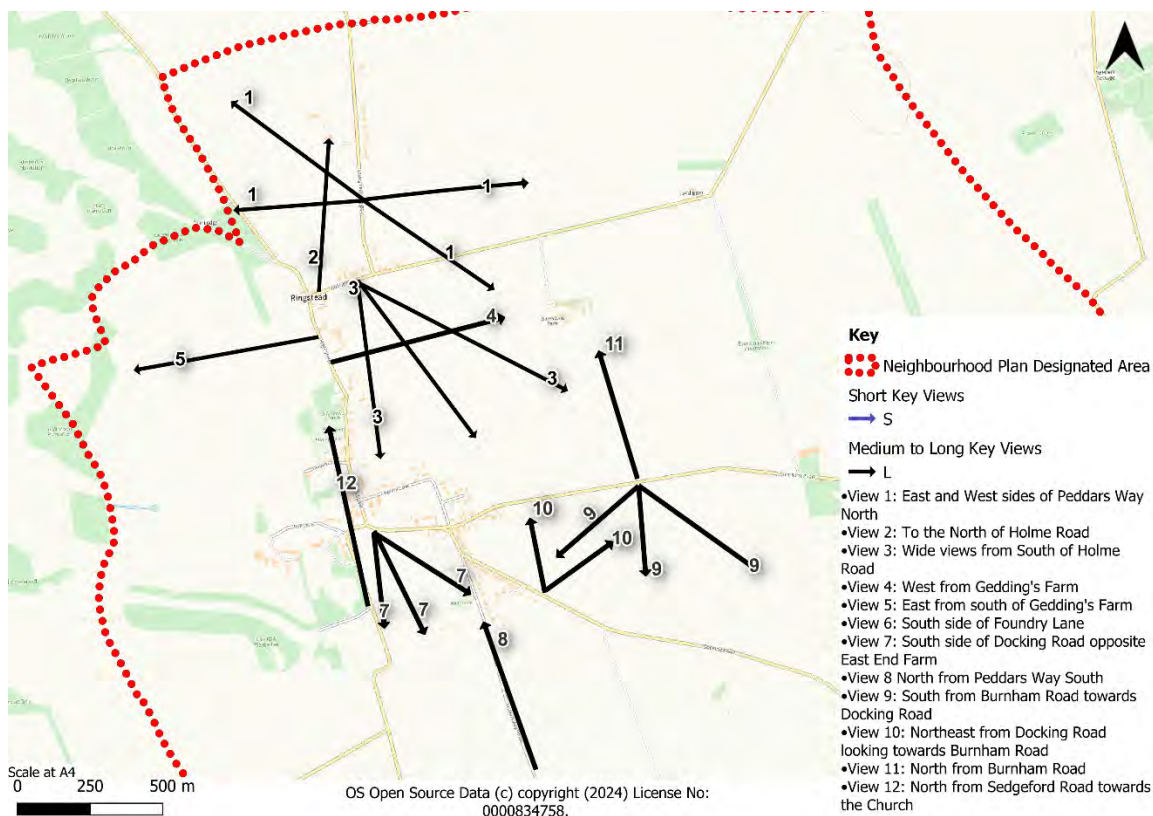 1
1
1
1
2
3
Ringstead
4
5
3
3
11
12
10
9
10
9
9
7
7
7
8
Key
Neighbourhood Plan Designated Area
Short Key Views
S
Medium to Long Key Views
L
•View 1: East and West sides of Peddars Way
North
•View 2: To the North of Holme Road
•View 3: Wide views from South of Holme
Road
•View 4: West from Gedding's Farm
•View 5: East from south of Gedding's Farm
•View 6: South side of Foundry Lane
•View 7: South side of Docking Road opposite
East End Farm
•View 8 North from Peddars Way South
•View 9: South from Burnham Road towards
Docking Road
•View 10: Northeast from Docking Road
looking towards Burnham Road
•View 11: North from Burnham Road
•View 12: North from Sedgeford Road towards
the Church
Scale at A4
0 250 500 m
OS Open Source Data (c) copyright (2024) License No:
0000834758.